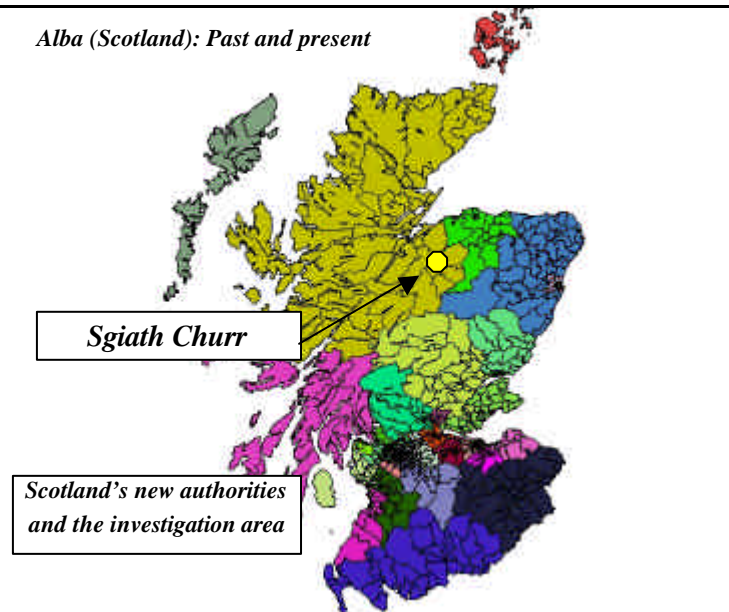 Alba (Scotland): Past and present
Sgiath Churr
Scotland's new authorities
and the investigation area